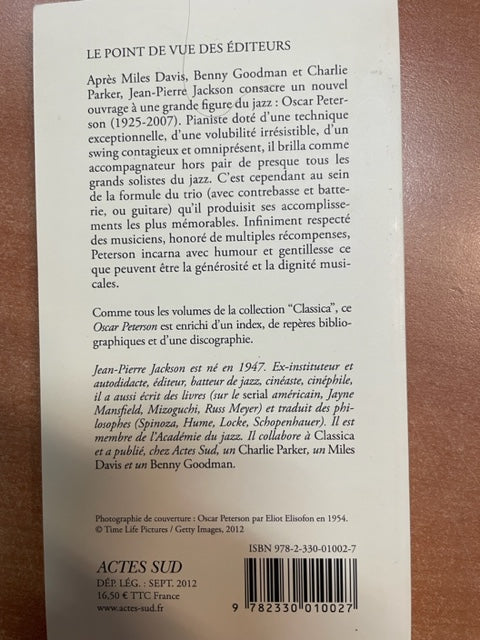 LE POINT DE VUE DES ÉDITEURS
Après Miles Davis, Benny Goodman et Charlie
Parker, Jean-Pierre Jackson consacre un nouvel
ouvrage à une grande figure du jazz : Oscar Peter-
son (1925-2007). Pianiste doté d'une technique
exceptionnelle, d'une volubilité irrésistible, d'un
swing contagieux et omniprésent, il brilla comme
accompagnateur hors pair de presque tous les
grands solistes du jazz. C'est cependant au sein
de la formule du trio (avec contrebasse et batte-
rie, ou guitare) qu'il produisit ses accomplisse-
ments les plus mémorables. Infiniment respecté
des musiciens, honoré de multiples récompenses,
Peterson incarna avec humour et gentillesse ce
que peuvent être la générosité et la dignité musi-
cales.
Comme tous les volumes de la collection “Classica”, ce
Oscar Peterson est enrichi d'un index, de repères biblio-
graphiques et d'une discographie.
Jean-Pierre Jackson est né en 1947. Ex-instituteur et
autodidacte, éditeur, batteur de jazz, cinéaste, cinéphile,
il a aussi écrit des livres (sur le serial américain, Jayne
Mansfield, Mizoguchi, Russ Meyer) et traduit des phi-
losophes (Spinoza, Hume, Locke, Schopenhauer). Il est
membre de l'Académie du jazz. Il collabore à Classica
et a publié, chez Actes Sud, un Charlie Parker, un Miles
Davis et un Benny Goodman.
Photographie de couverture : Oscar Peterson par Eliot Elisofon en 1954.
© Time Life Pictures / Getty Images, 2012
ISBN 978-2-330-01002-7
ACTES SUD
DÉP. LÉG. : SEPT. 2012
16,50 € TTC France
www.actes-sud.fr
9 782330 010027